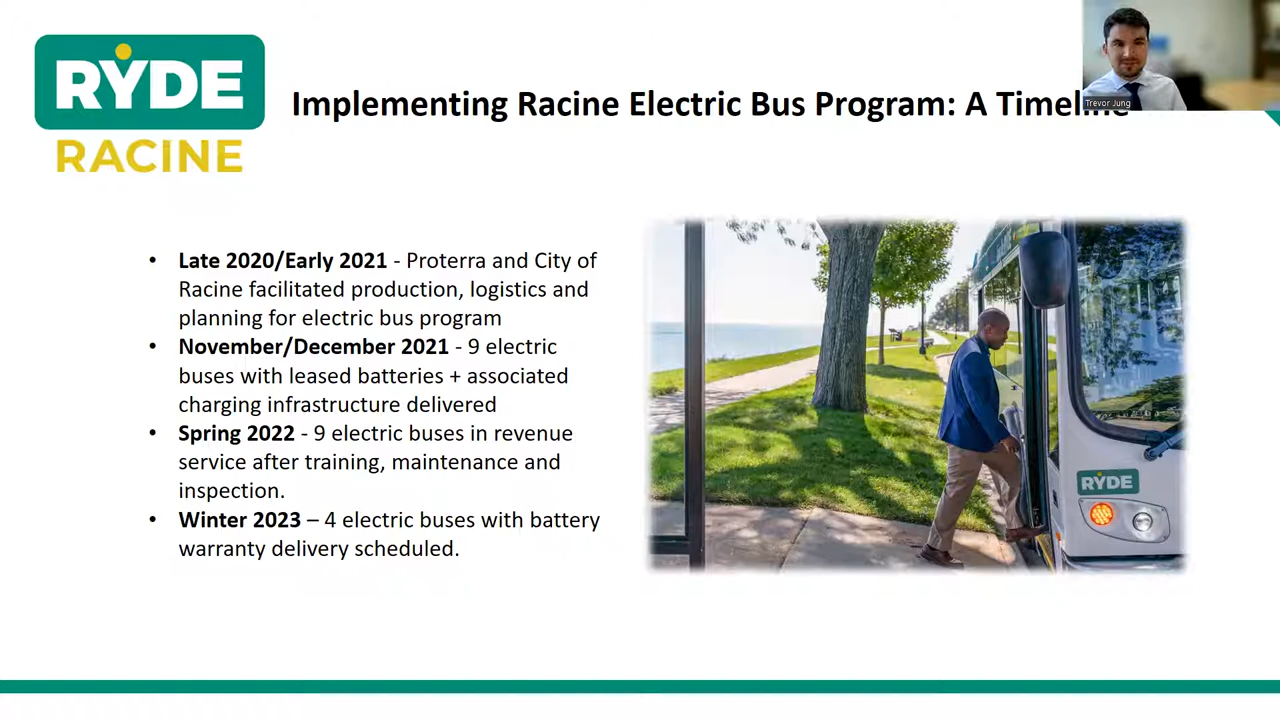 RYDE
RACINE
Implementing Racine Electric Bus Program: A Timeline
Trevor Jung
• Late 2020/Early 2021 - Proterra and City of
Racine facilitated production, logistics and
planning for electric bus program
• November/December 2021 - 9 electric
buses with leased batteries + associated
charging infrastructure delivered
• Spring 2022 - 9 electric buses in revenue
service after training, maintenance and
inspection.
• Winter 2023 – 4 electric buses with battery
warranty delivery scheduled.
RYDE